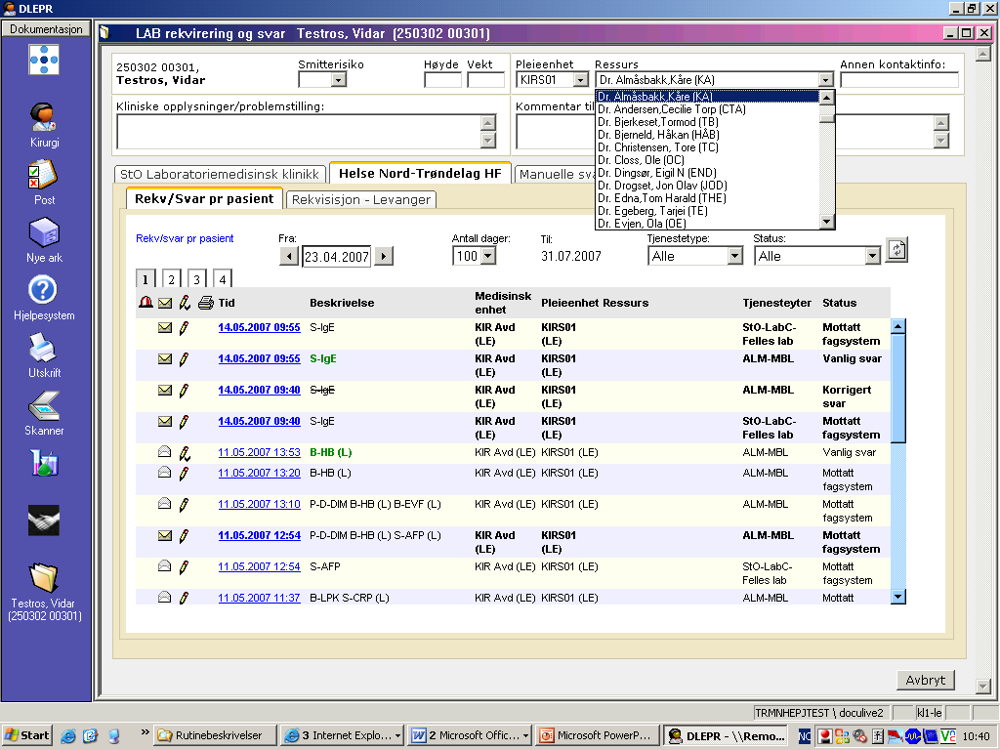 DLEPR
Dokumentasjon
LAB rekvirering og svar   Testros, Vidar  (250302 00301)
250302 00301,
Testros, Vidar
Smitterisiko
Høyde
Vekt
Pleieenhet
KIRS01
Ressurs
Dr. Almåsbakk,Kåre (KA)
Annen kontaktinfo:
Kliniske opplysninger/problemstilling:
Kommentar til
Dr. Almåsbakk,Kåre (KA)
Dr. Andersen,Cecilie Torp (CTA)
Dr. Bjerkeset,Tormod (TB)
Dr. Bjerneld, Håkan (HÅB)
Dr. Christensen, Tore (TC)
Dr. Closs, Ole (OC)
Dr. Dingsør, Eigil N (END)
Dr. Drogset, Jon Olav (JOD)
Dr. Edna,Tom Harald (THE)
Dr. Egeberg, Tarjei (TE)
Dr. Evjen, Ola (OE)
Kirurgi
Post
Nye ark
Hjelpesystem
Utskrift
Skanner
Testros, Vidar
(250302 00301)
StO Laboratoriemedisinsk klinikk
Helse Nord-Trøndelag HF
Manuelle sva
Rekv/Svar pr pasient
Rekvisisjon - Levanger
Rekv/svar pr pasient
Fra:
23.04.2007
Antall dager:
100
Til:
31.07.2007
Tjenestetype:
Alle
Status:
Alle
1 2 3 4
Tid Beskrivelse Medisinsk enhet Pleieenhet Ressurs Tjenesteyter Status
14.05.2007 09:55 S-IgE KIR Avd (LE) KIRS01 (LE) StO-LabC-Felles lab Mottatt fagsystem
14.05.2007 09:55 S-IgE KIR Avd (LE) KIRS01 (LE) ALM-MBL Vanlig svar
14.05.2007 09:40 S-IgE KIR Avd (LE) KIRS01 (LE) ALM-MBL Korrigert svar
14.05.2007 09:40 S-IgE KIR Avd (LE) KIRS01 (LE) StO-LabC-Felles lab Mottatt fagsystem
11.05.2007 13:53 B-HB (L) KIR Avd (LE) KIRS01 (LE) ALM-MBL Vanlig svar
11.05.2007 13:20 B-HB (L) KIR Avd (LE) KIRS01 (LE) ALM-MBL Mottatt fagsystem
11.05.2007 13:10 P-D-DIM B-HB (L) B-EVF (L) KIR Avd (LE) KIRS01 (LE) ALM-MBL Mottatt fagsystem
11.05.2007 12:54 P-D-DIM B-HB (L) S-AFP (L) KIR Avd (LE) KIRS01 (LE) ALM-MBL Mottatt fagsystem
11.05.2007 12:54 S-AFP KIR Avd (LE) KIRS01 (LE) StO-LabC-Felles lab Mottatt fagsystem
11.05.2007 11:37 B-LPK S-CRP (L) KIR Avd (LE) KIRS01 (LE) ALM-MBL Mottatt
Avbryt
TRMNHEPJTEST \ doculive2
kl1-le
Start
»
Rutinebeskrivelser
3 Internet Explo...
2 Microsoft Offic...
Microsoft PowerP...
DLEPR - \\Remo...
NO
10:40